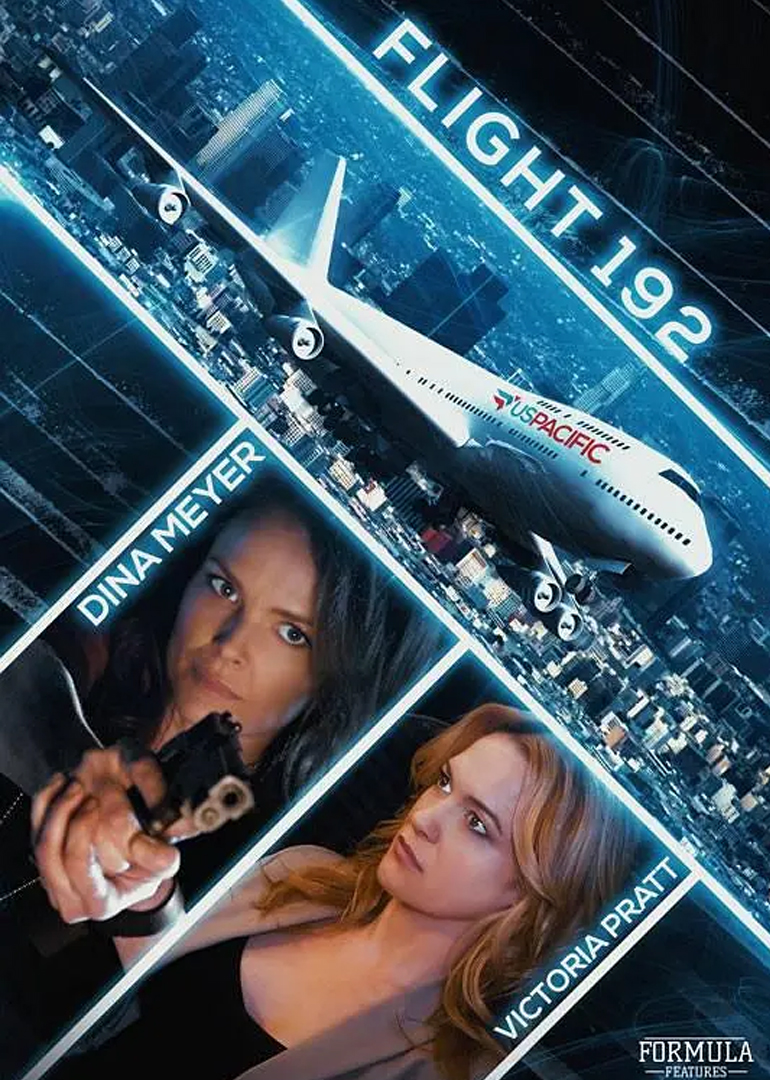 FLIGHT 192
USPACIFIC
DINA MEYER
VICTORIA PRATT
FORMULA
FEATURES